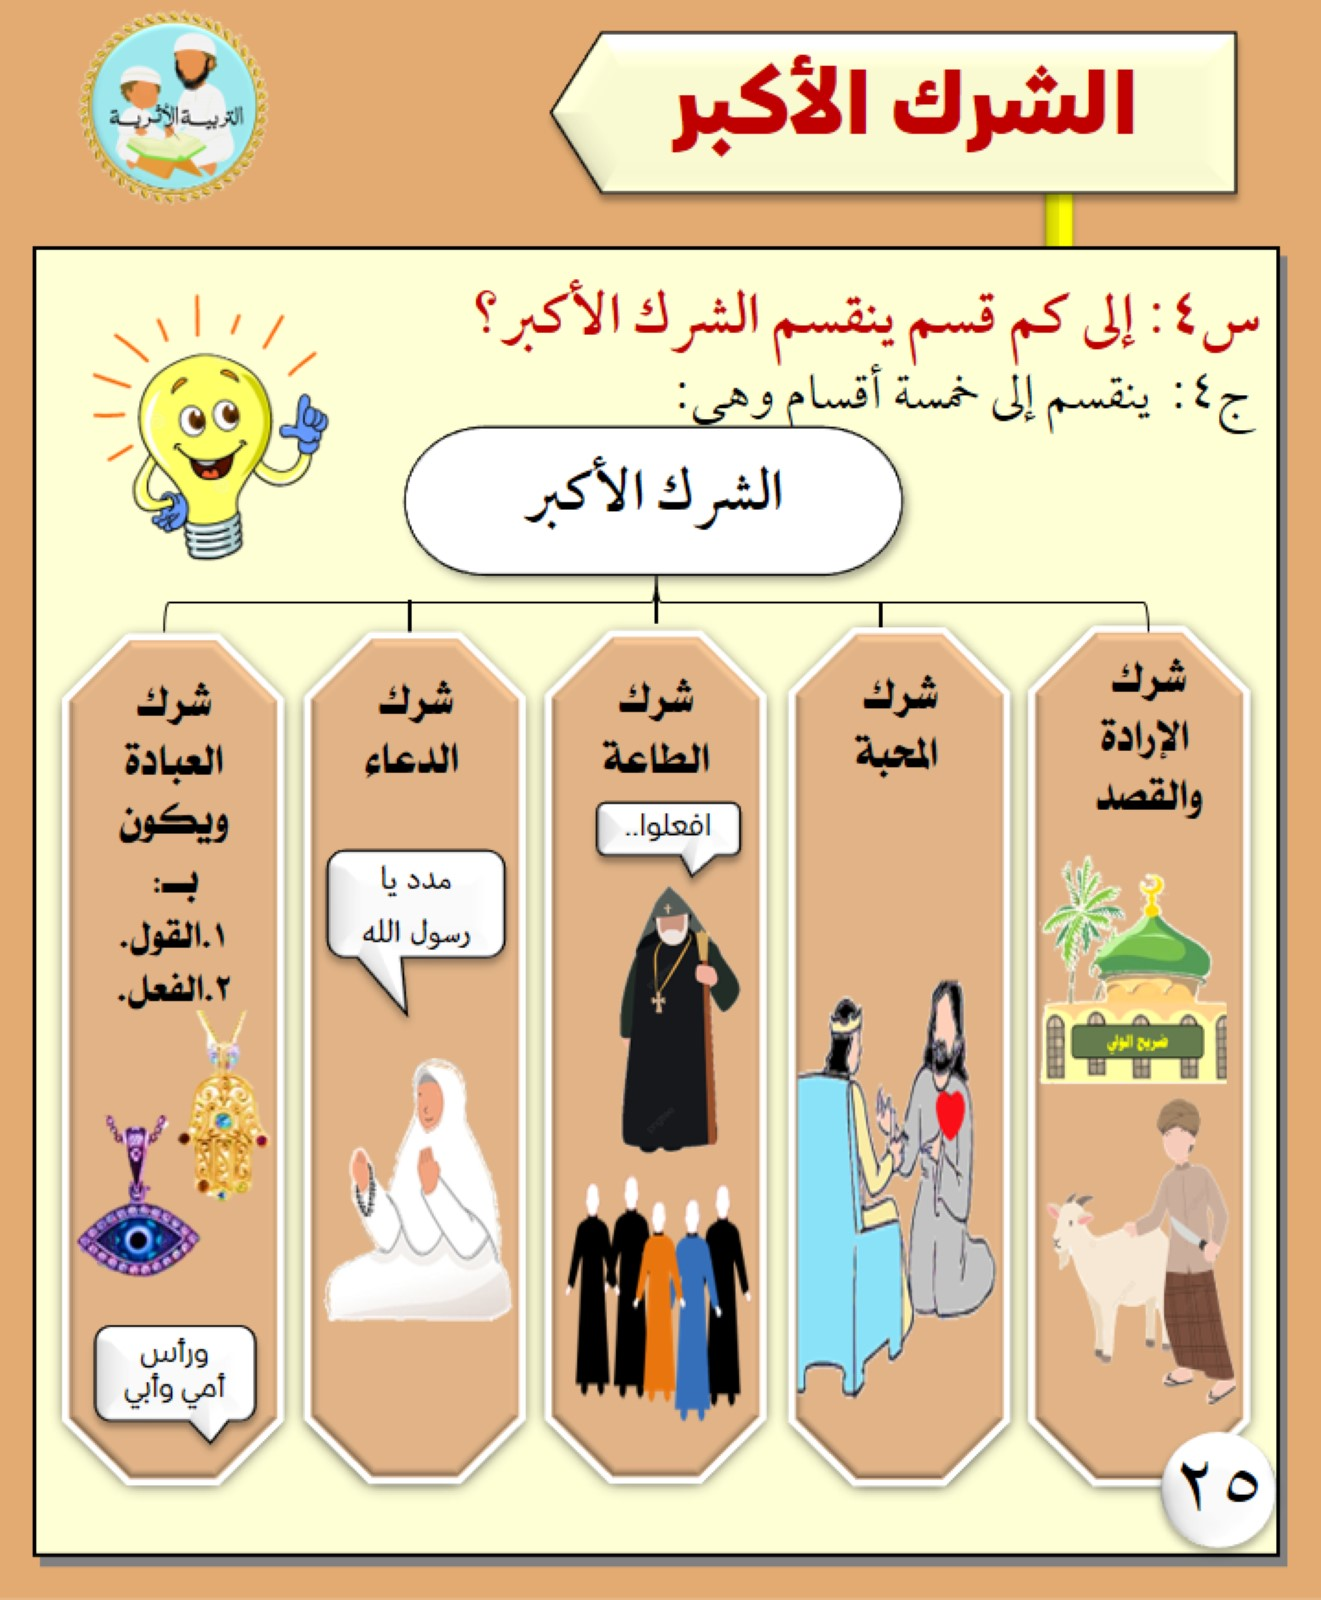 التربية الأثرية
الشرك الأكبر
س٤: إلى كم قسم ينقسم الشرك الأكبر؟
ج٤: ينقسم إلى خمسة أقسام وهي:
الشرك الأكبر
شرك
الإرادة
والقصد
ضريح الولي
شرك
المحبة
شرك
الطاعة
افعلوا..
شرك
الدعاء
مدد يا
رسول الله
شرك
العبادة
ويكون
بـ:
١.القول.
٢.الفعل.
ورأس
أمي وأبي
٢٥